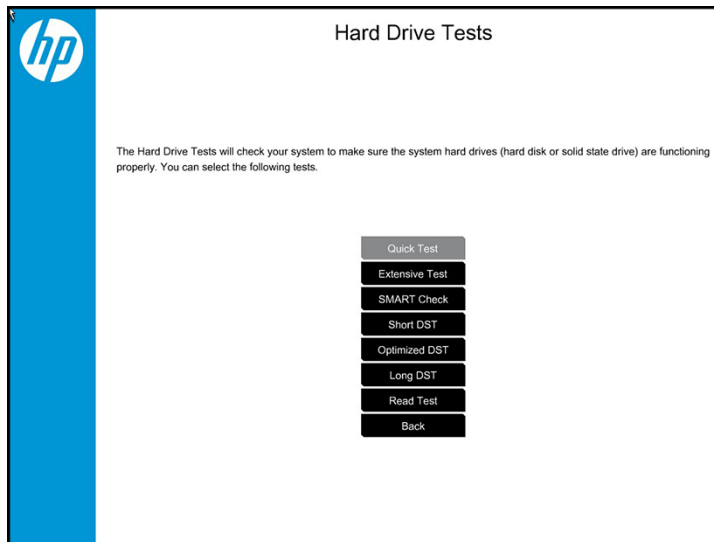 hp
Hard Drive Tests
The Hard Drive Tests will check your system to make sure the system hard drives (hard disk or solid state drive) are functioning
properly. You can select the following tests.
Quick Test
Extensive Test
SMART Check
Short DST
Optimized DST
Long DST
Read Test
Back